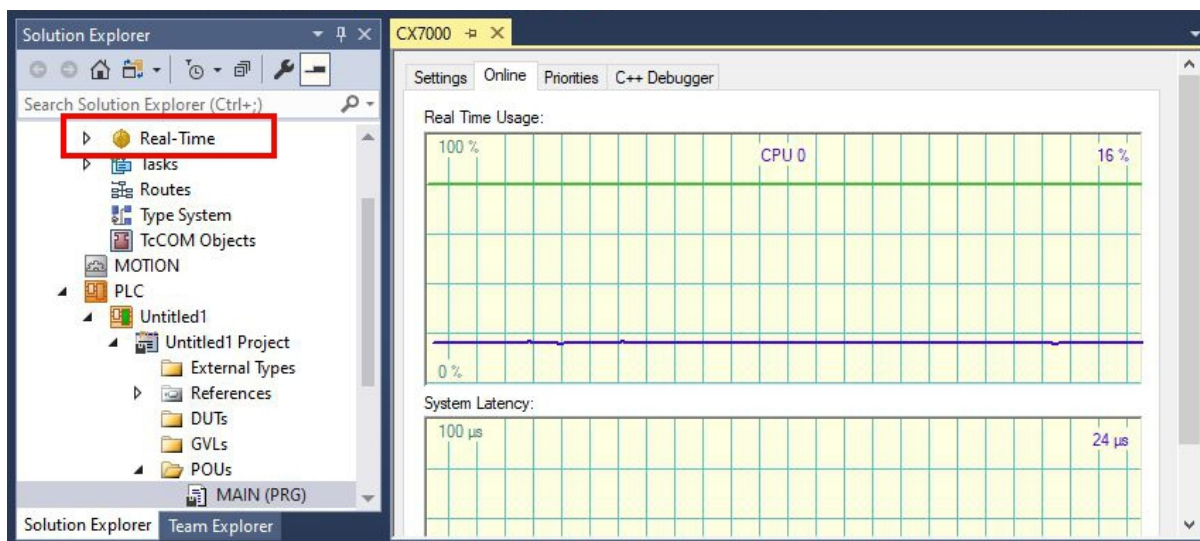 Solution Explorer
Search Solution Explorer (Ctrl+;)
Real-Time
Tasks
Routes
Type System
TcCOM Objects
MOTION
PLC
Untitled1
Untitled1 Project
External Types
References
DUTs
GVLs
POUs
MAIN (PRG)
Solution Explorer Team Explorer
CX7000
Settings Online Priorities C++ Debugger
Real Time Usage:
100 % CPU 0 16 %
0 %
System Latency:
100 µs 24 µs